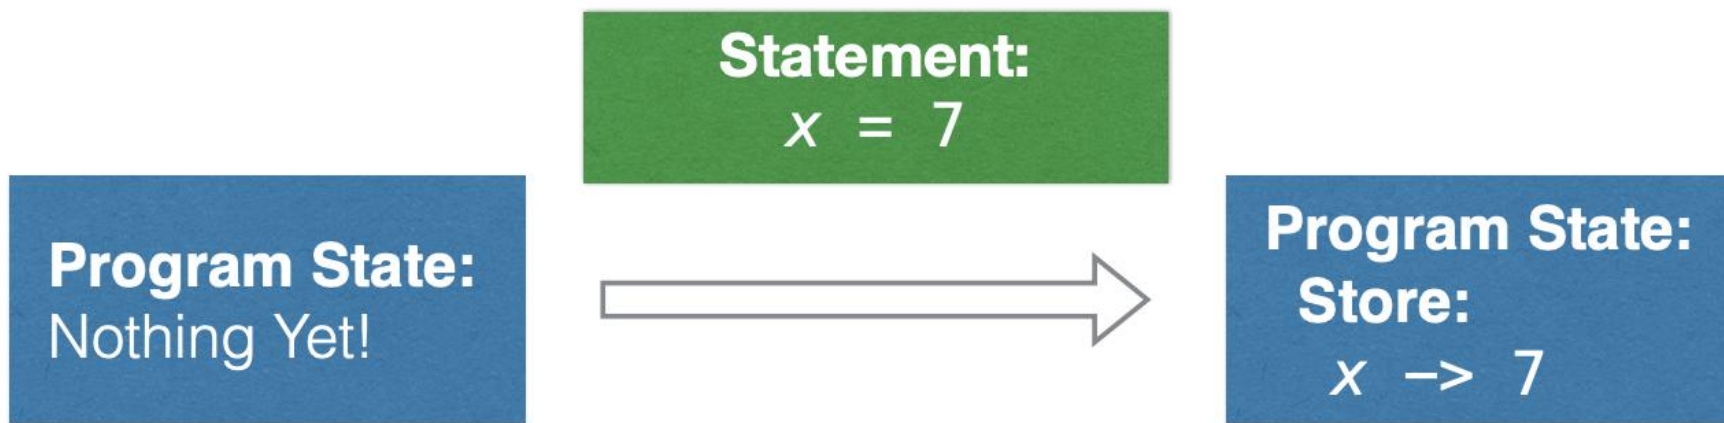 Statement:
x = 7
Program State:
Nothing Yet!
Program State:
Store:
x –> 7